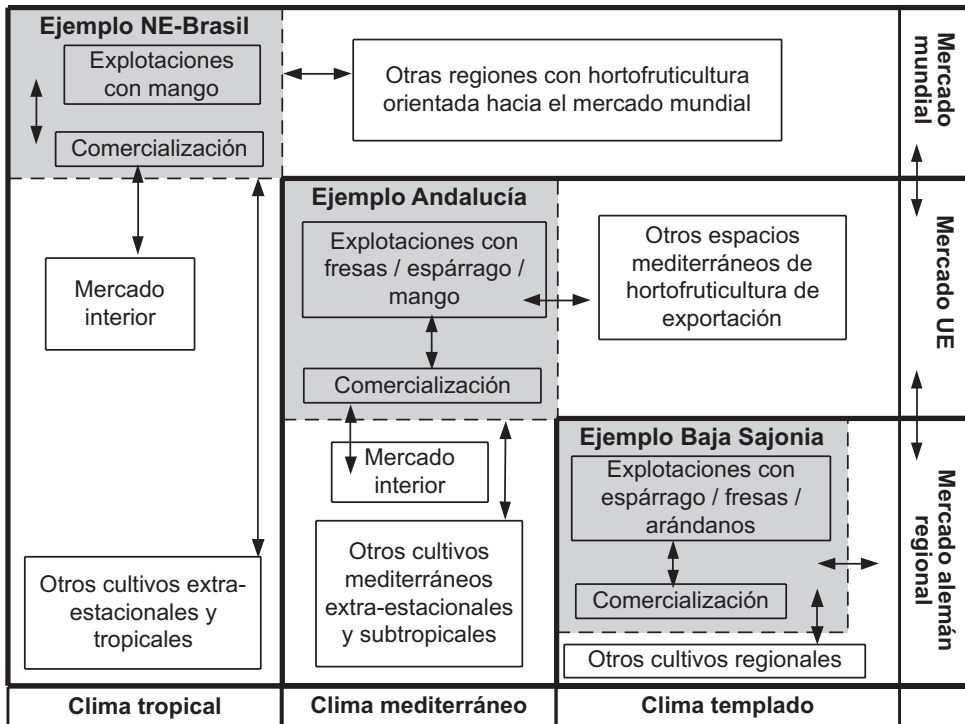 Ejemplo NE-Brasil
Explotaciones
con mango
Comercialización
Otras regiones con hortofruticultura
orientada hacia el mercado mundial
Mercado
mundial
Mercado
interior
Otros cultivos extra-
estacionales y
tropicales
Ejemplo Andalucía
Explotaciones con
fresas / espárrago /
mango
Comercialización
Otros espacios
mediterráneos de
hortofruticultura de
exportación
Mercado UE
Mercado
interior
Otros cultivos
mediterráneos
extra-estacionales
y subtropicales
Ejemplo Baja Sajonia
Explotaciones con
espárrago / fresas /
arándanos
Comercialización
Otros cultivos regionales
Mercado alemán
regional
Clima tropical
Clima mediterráneo
Clima templado